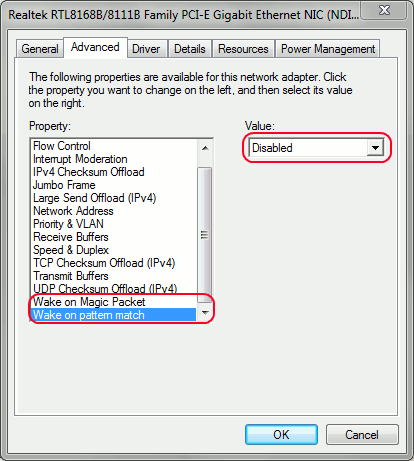 Realtek RTL8168B/8111B Family PCI-E Gigabit Ethernet NIC (NDI...
General Advanced Driver Details Resources Power Management
The following properties are available for this network adapter. Click
the property you want to change on the left, and then select its value
on the right.
Property: Value:
Flow Control Disabled
Interrupt Moderation
IPv4 Checksum Offload
Jumbo Frame
Large Send Offload (IPv4)
Network Address
Priority & VLAN
Receive Buffers
Speed & Duplex
TCP Checksum Offload (IPv4)
Transmit Buffers
UDP Checksum Offload (IPv4)
Wake on Magic Packet
Wake on pattern match
OK Cancel